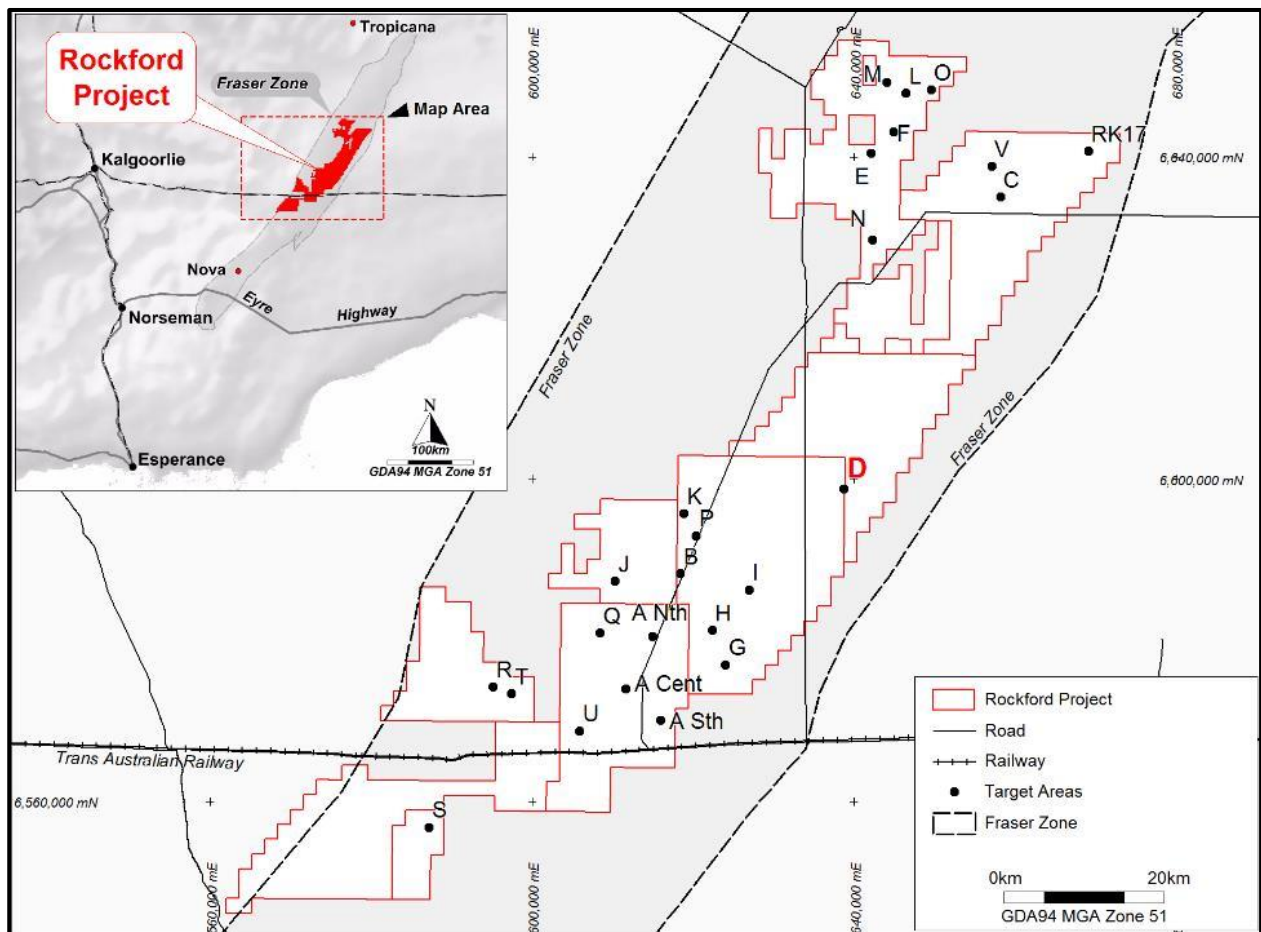 Tropicana
Rockford
Project
Fraser Zone
Map Area
Kalgoorlie
Nova
Eyre
Highway
Norseman
N
100km
GDA94 MGA Zone 51
Esperance
600,000 mE
640,000 mE
680,000 mE
M
L
O
F
E
V
RK17
6,640,000 mN
C
N
Fraser Zone
Fraser Zone
D
6,600,000 mN
K
P
B
J
I
Q
A Nth
H
G
R
T
A Cent
U
A Sth
Trans Australian Railway
6,560,000 mN
S
560,000 mE
600,000 mE
640,000 mE
Rockford Project
Road
Railway
Target Areas
Fraser Zone
0km
20km
GDA94 MGA Zone 51